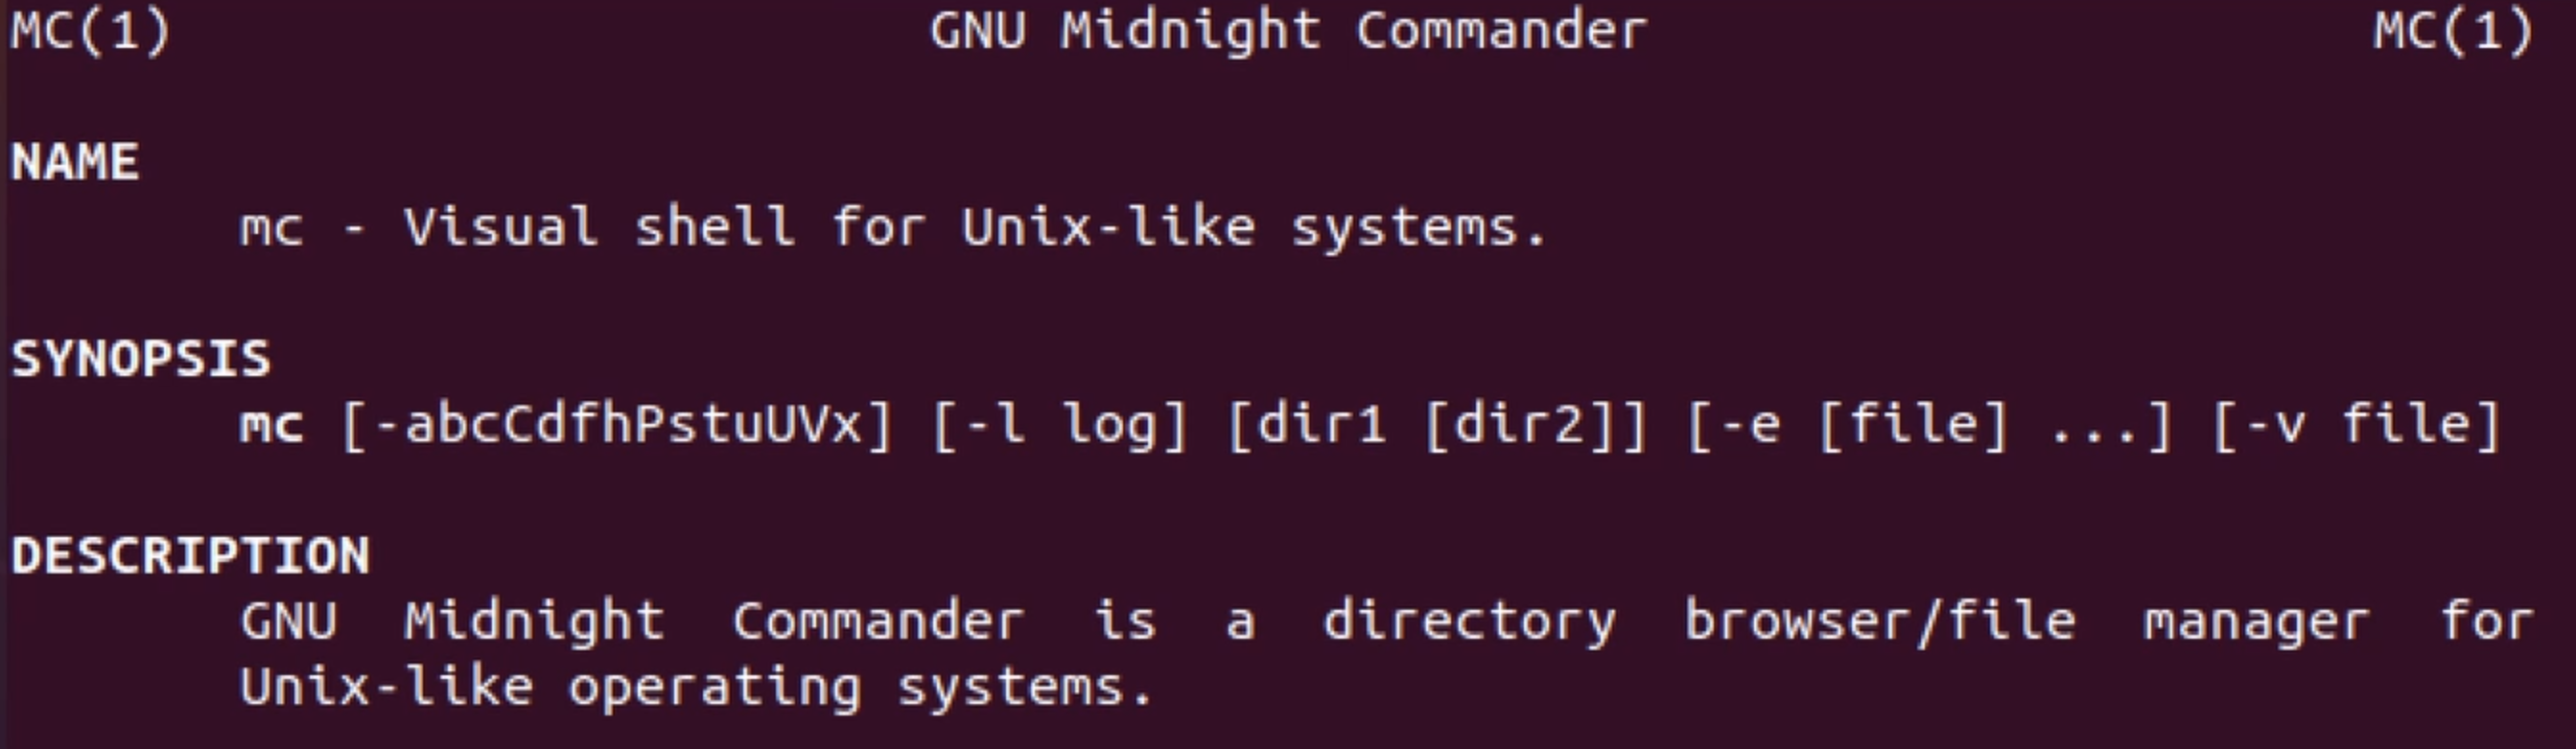 MC(1) GNU Midnight Commander MC(1)
NAME
mc - Visual shell for Unix-like systems.
SYNOPSIS
mc [-abcCdfhPstuUVx] [-l log] [dir1 [dir2]] [-e [file] ...] [-v file]
DESCRIPTION
GNU Midnight Commander is a directory browser/file manager for
Unix-like operating systems.